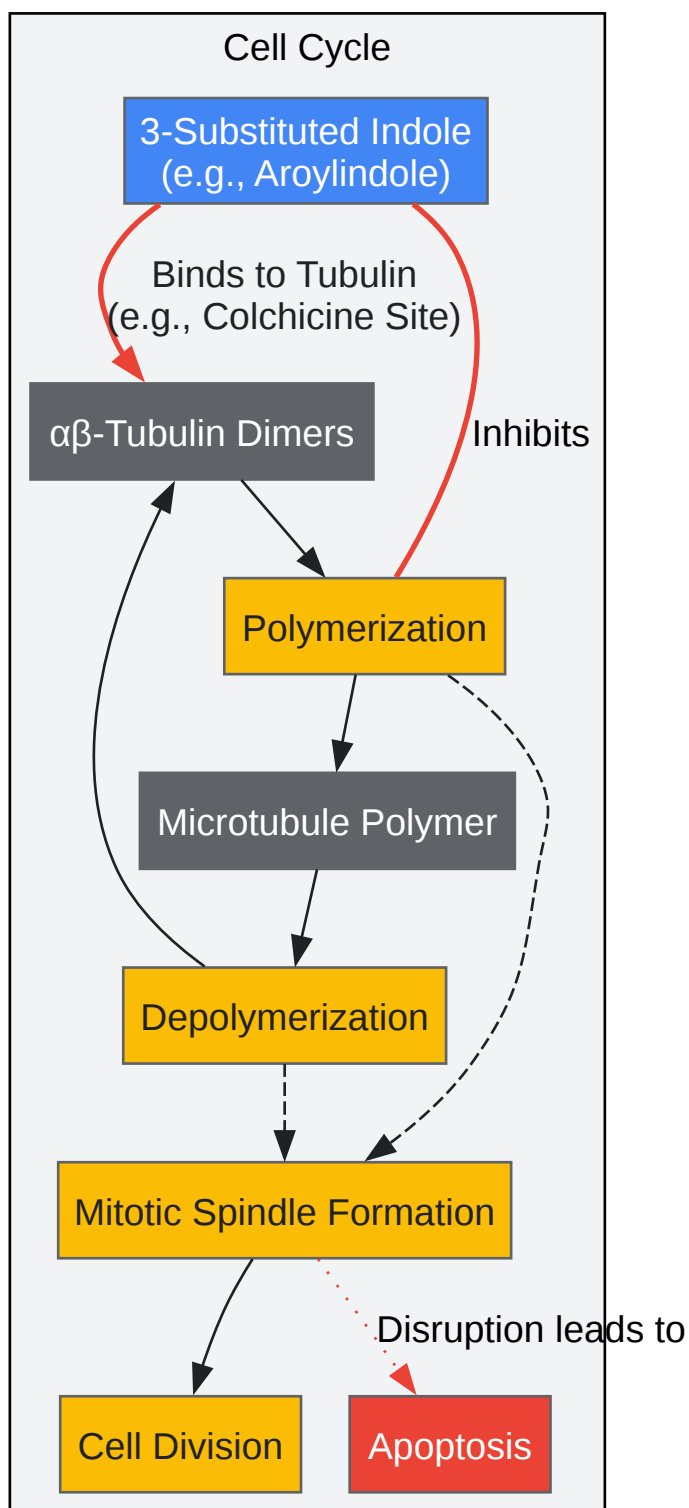 Cell Cycle
3-Substituted Indole
(e.g., Aroylindole)
Binds to Tubulin
(e.g., Colchicine Site)
αβ-Tubulin Dimers
Inhibits
Polymerization
Microtubule Polymer
Depolymerization
Mitotic Spindle Formation
Disruption leads to
Cell Division
Apoptosis